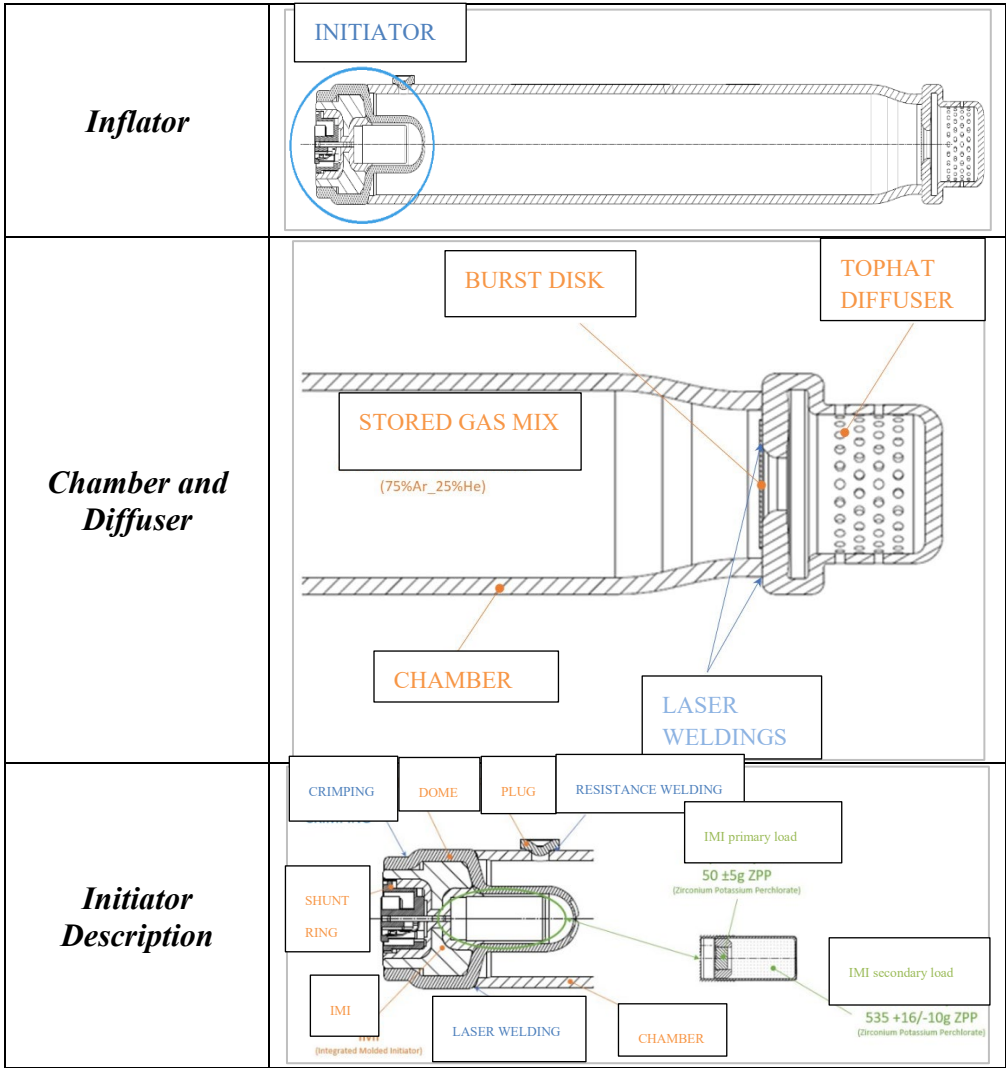 Inflator
INITIATOR
Chamber and
Diffuser
BURST DISK
TOPHAT
DIFFUSER
STORED GAS MIX
(75%Ar_25%He)
CHAMBER
LASER
WELDINGS
Initiator
Description
CRIMPING
DOME
PLUG
RESISTANCE WELDING
IMI primary load
50 ±5g ZPP
(Zirconium Potassium Perchlorate)
SHUNT
RING
IMI secondary load
535 +16/-10g ZPP
(Zirconium Potassium Perchlorate)
IMI
(Integrated Molded Initiator)
LASER WELDING
CHAMBER